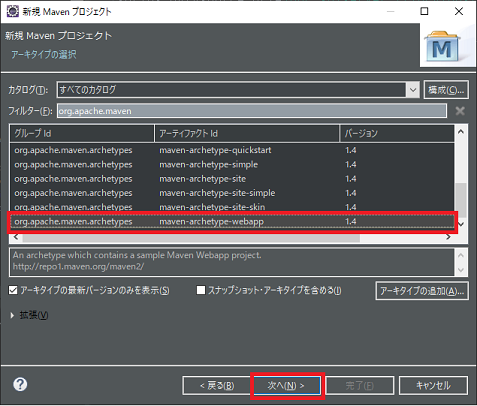 新規 Maven プロジェクト
新規 Maven プロジェクト
アーキタイプの選択
M
カタログ(T): すべてのカタログ 構成(C)...
フィルター(F): org.apache.maven
グループ Id アーティファクト Id バージョン
org.apache.maven.archetypes maven-archetype-quickstart 1.4
org.apache.maven.archetypes maven-archetype-simple 1.4
org.apache.maven.archetypes maven-archetype-site 1.4
org.apache.maven.archetypes maven-archetype-site-simple 1.4
org.apache.maven.archetypes maven-archetype-site-skin 1.4
org.apache.maven.archetypes maven-archetype-webapp 1.4
An archetype which contains a sample Maven Webapp project.
http://repo1.maven.org/maven2/
アーキタイプの最新バージョンのみを表示(S) スナップショット・アーキタイプを含める(I) アーキタイプの追加(A)...
拡張(V)
? < 戻る(B) 次へ(N) > 完了(F) キャンセル